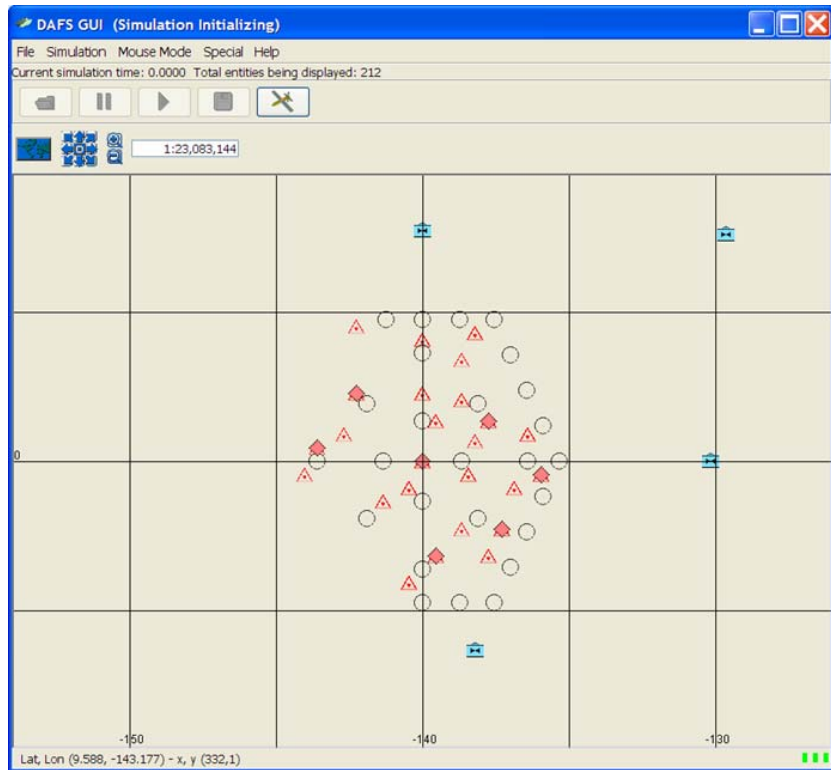 DAFS GUI (Simulation Initializing)
File Simulation Mouse Mode Special Help
Current simulation time: 0.0000 Total entities being displayed: 212
1:23,083,144
0
-150 -140 -130
Lat, Lon (9.588, -143.177) - x, y (332,1)